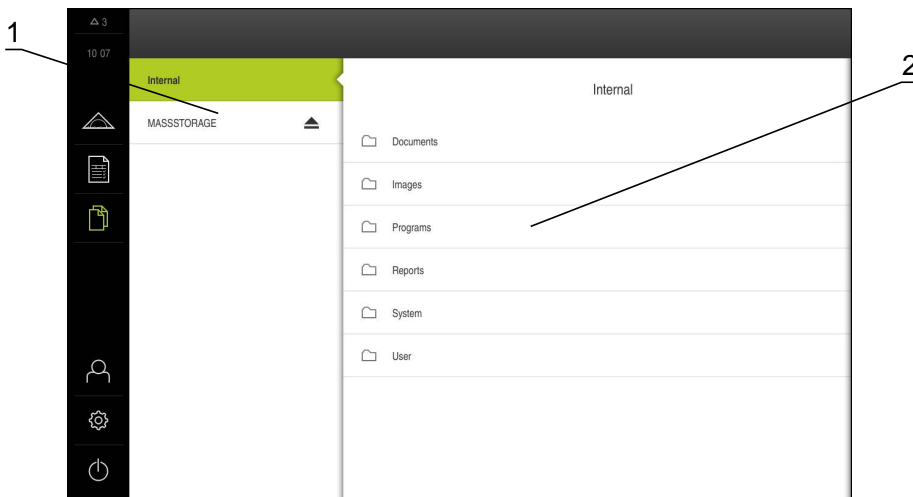 3
1
10 07
2
Internal
Internal
MASSSTORAGE
Documents
Images
Programs
Reports
System
User